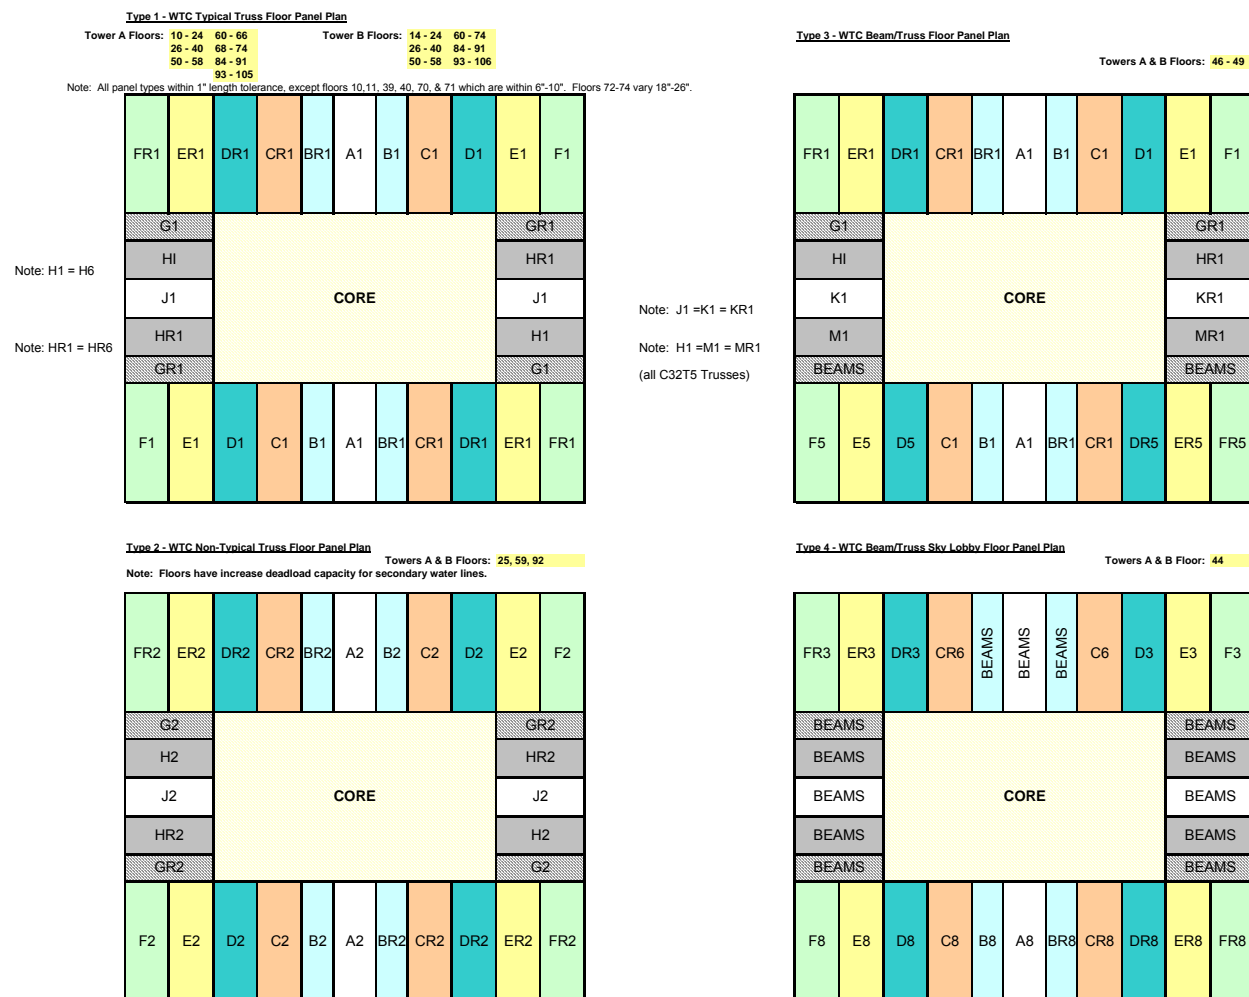 Type 1 - WTC Typical Truss Floor Panel Plan
Tower A Floors: 10 - 24 60 - 66 Tower B Floors: 14 - 24 60 - 74
26 - 40 68 - 74 26 - 40 84 - 91
50 - 58 84 - 91 50 - 58 93 - 106
93 - 105
Note: All panel types within 1" length tolerance, except floors 10,11, 39, 40, 70, & 71 which are within 6"-10". Floors 72-74 vary 18"-26".
FR1 ER1 DR1 CR1 BR1 A1 B1 C1 D1 E1 F1
G1 GR1
HI HR1
Note: H1 = H6
J1 CORE J1
HR1 H1
Note: HR1 = HR6
GR1 G1
F1 E1 D1 C1 B1 A1 BR1 CR1 DR1 ER1 FR1
Type 3 - WTC Beam/Truss Floor Panel Plan
Towers A & B Floors: 46 - 49
FR1 ER1 DR1 CR1 BR1 A1 B1 C1 D1 E1 F1
G1 GR1
HI HR1
K1 CORE KR1
Note: J1 =K1 = KR1
M1 MR1
Note: H1 =M1 = MR1
(all C32T5 Trusses)
BEAMS BEAMS
F5 E5 D5 C1 B1 A1 BR1 CR1 DR5 ER5 FR5
Type 2 - WTC Non-Typical Truss Floor Panel Plan
Towers A & B Floors: 25, 59, 92
Note: Floors have increase deadload capacity for secondary water lines.
FR2 ER2 DR2 CR2 BR2 A2 B2 C2 D2 E2 F2
G2 GR2
H2 HR2
J2 CORE J2
HR2 H2
GR2 G2
F2 E2 D2 C2 B2 A2 BR2 CR2 DR2 ER2 FR2
Type 4 - WTC Beam/Truss Sky Lobby Floor Panel Plan
Towers A & B Floor: 44
FR3 ER3 DR3 CR6 BEAMS BEAMS BEAMS C6 D3 E3 F3
BEAMS BEAMS
BEAMS BEAMS
BEAMS CORE BEAMS
BEAMS BEAMS
BEAMS BEAMS
F8 E8 D8 C8 B8 A8 BR8 CR8 DR8 ER8 FR8